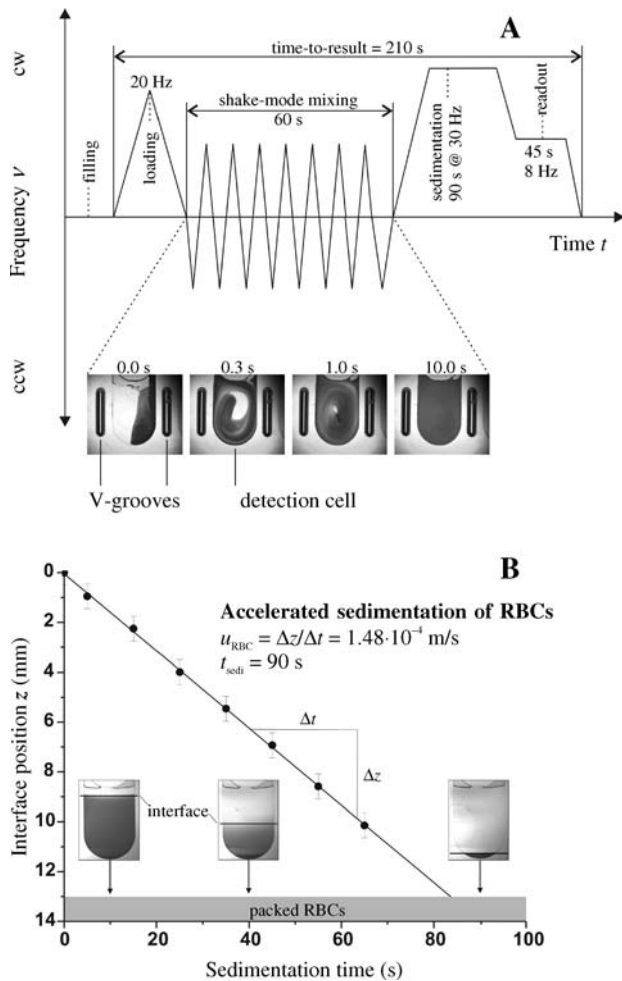 A
time-to-result = 210 s
cw
20 Hz
shake-mode mixing
60 s
filling
loading
sedimentation
90 s @ 30 Hz
readout
45 s
8 Hz
Frequency ν
Time t
ccw
0.0 s
0.3 s
1.0 s
10.0 s
V-grooves
detection cell
B
Accelerated sedimentation of RBCs
u_RBC = Δz/Δt = 1.48·10⁻⁴ m/s
t_sedi = 90 s
Δt
Δz
interface
packed RBCs
Interface position z (mm)
0
2
4
6
8
10
12
14
0 20 40 60 80 100
Sedimentation time (s)